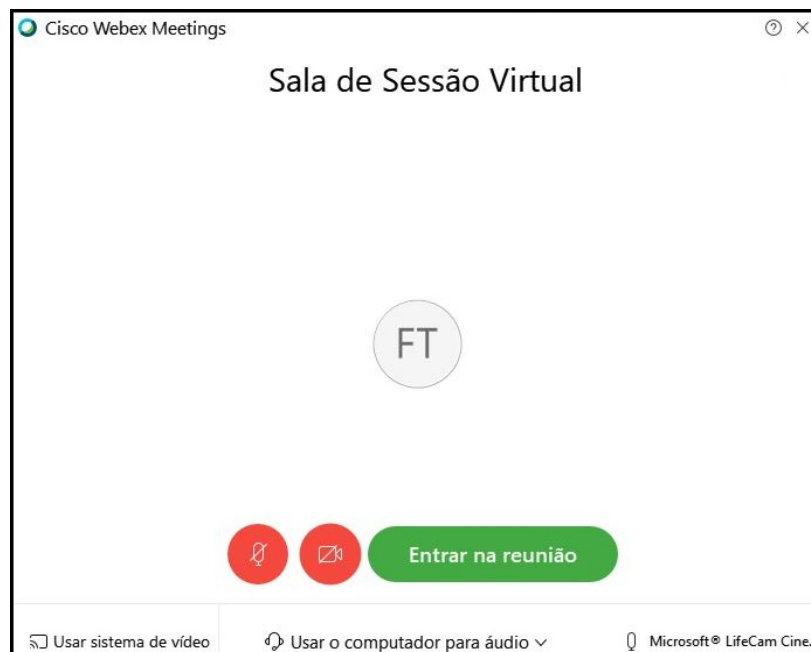 Cisco Webex Meetings
Sala de Sessão Virtual
FT
Entrar na reunião
Usar sistema de vídeo
Usar o computador para áudio
Microsoft® LifeCam Cine.